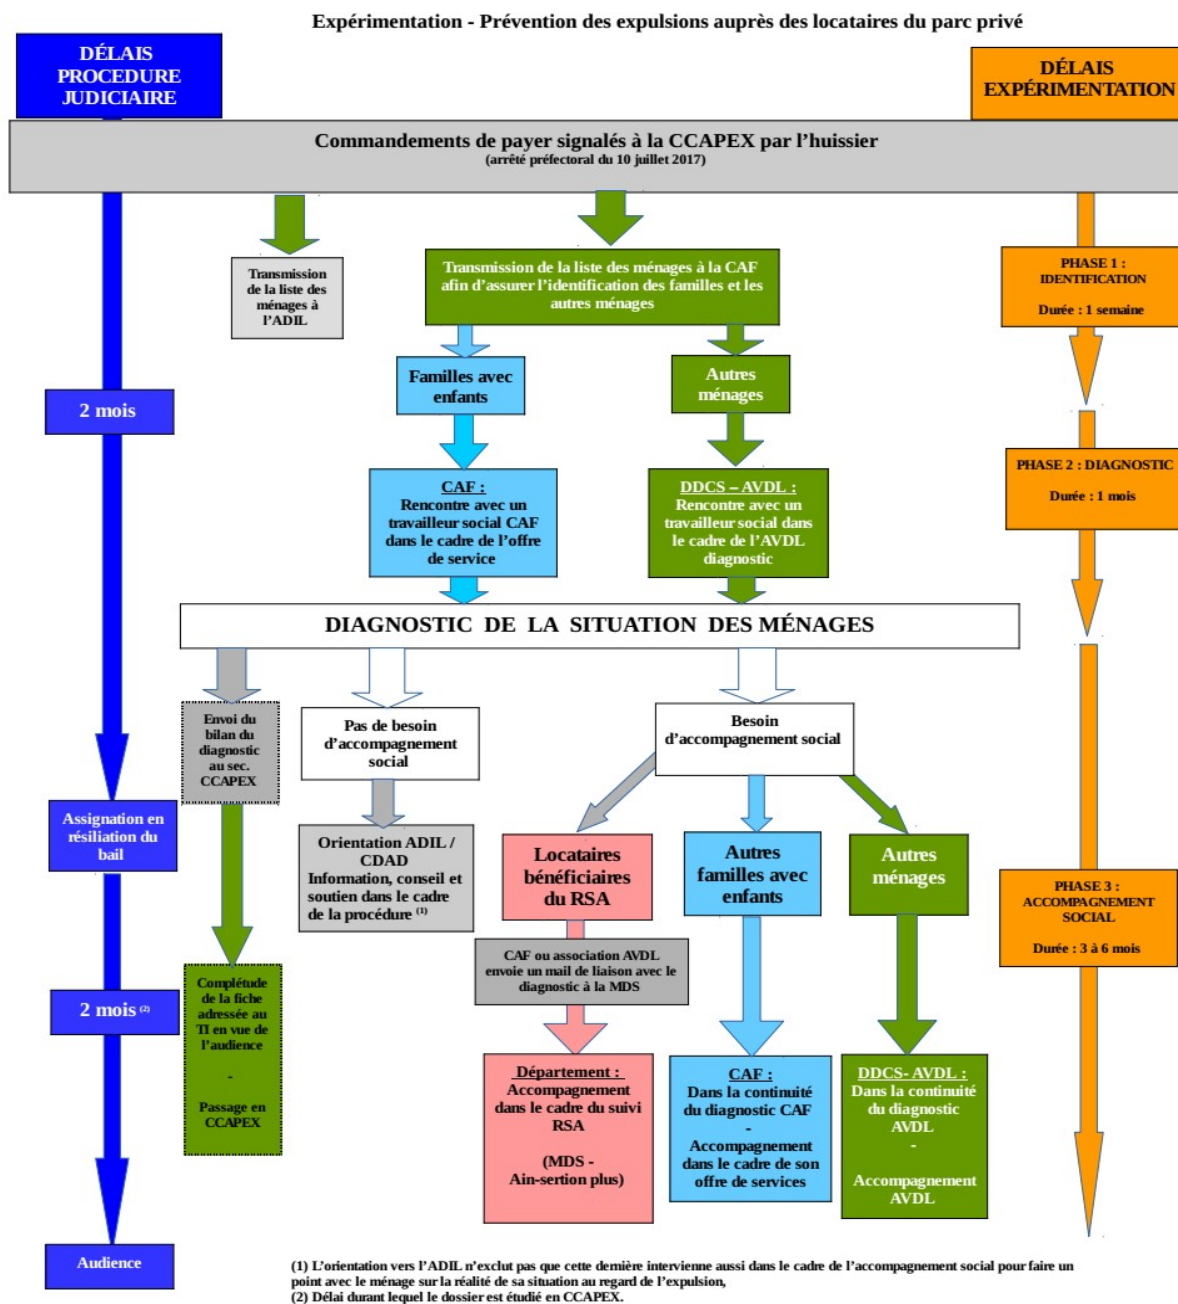 Expérimentation - Prévention des expulsions auprès des locataires du parc privé
DÉLAIS
PROCEDURE
JUDICIAIRE
DÉLAIS
EXPÉRIMENTATION
Commandements de payer signalés à la CCAPEX par l'huissier
(arrêté préfectoral du 10 juillet 2017)
Transmission
de la liste des
ménages à
l'ADIL
Transmission de la liste des ménages à la CAF
afin d'assurer l'identification des familles et les
autres ménages
PHASE 1 :
IDENTIFICATION
Durée : 1 semaine
Familles avec
enfants
Autres
ménages
2 mois
CAF :
Rencontre avec un
travailleur social CAF
dans le cadre de l'offre
de service
DDCS – AVDL :
Rencontre avec un
travailleur social dans
le cadre de l'AVDL
diagnostic
PHASE 2 : DIAGNOSTIC
Durée : 1 mois
DIAGNOSTIC DE LA SITUATION DES MÉNAGES
Envoi du
bilan du
diagnostic
au sec.
CCAPEX
Pas de besoin
d'accompagnement
social
Besoin
d'accompagnement social
Assignation en
résiliation du
bail
Orientation ADIL /
CDAD
Information, conseil et
soutien dans le cadre
de la procédure (1)
Locataires
bénéficiaires
du RSA
Autres
familles avec
enfants
Autres
ménages
PHASE 3 :
ACCOMPAGNEMENT
SOCIAL
Durée : 3 à 6 mois
CAF ou association AVDL
envoie un mail de liaison avec le
diagnostic à la MDS
2 mois (2)
Complétude
de la fiche
adressée au
TI en vue de
l'audience
-
Passage en
CCAPEX
Département :
Accompagnement
dans le cadre du suivi
RSA
(MDS -
Ain-sertion plus)
CAF :
Dans la continuité
du diagnostic CAF
-
Accompagnement
dans le cadre de son
offre de services
DDCS- AVDL :
Dans la continuité
du diagnostic
AVDL
-
Accompagnement
AVDL
Audience
(1) L'orientation vers l'ADIL n'exclut pas que cette dernière intervienne aussi dans le cadre de l'accompagnement social pour faire un
point avec le ménage sur la réalité de sa situation au regard de l'expulsion,
(2) Délai durant lequel le dossier est étudié en CCAPEX.